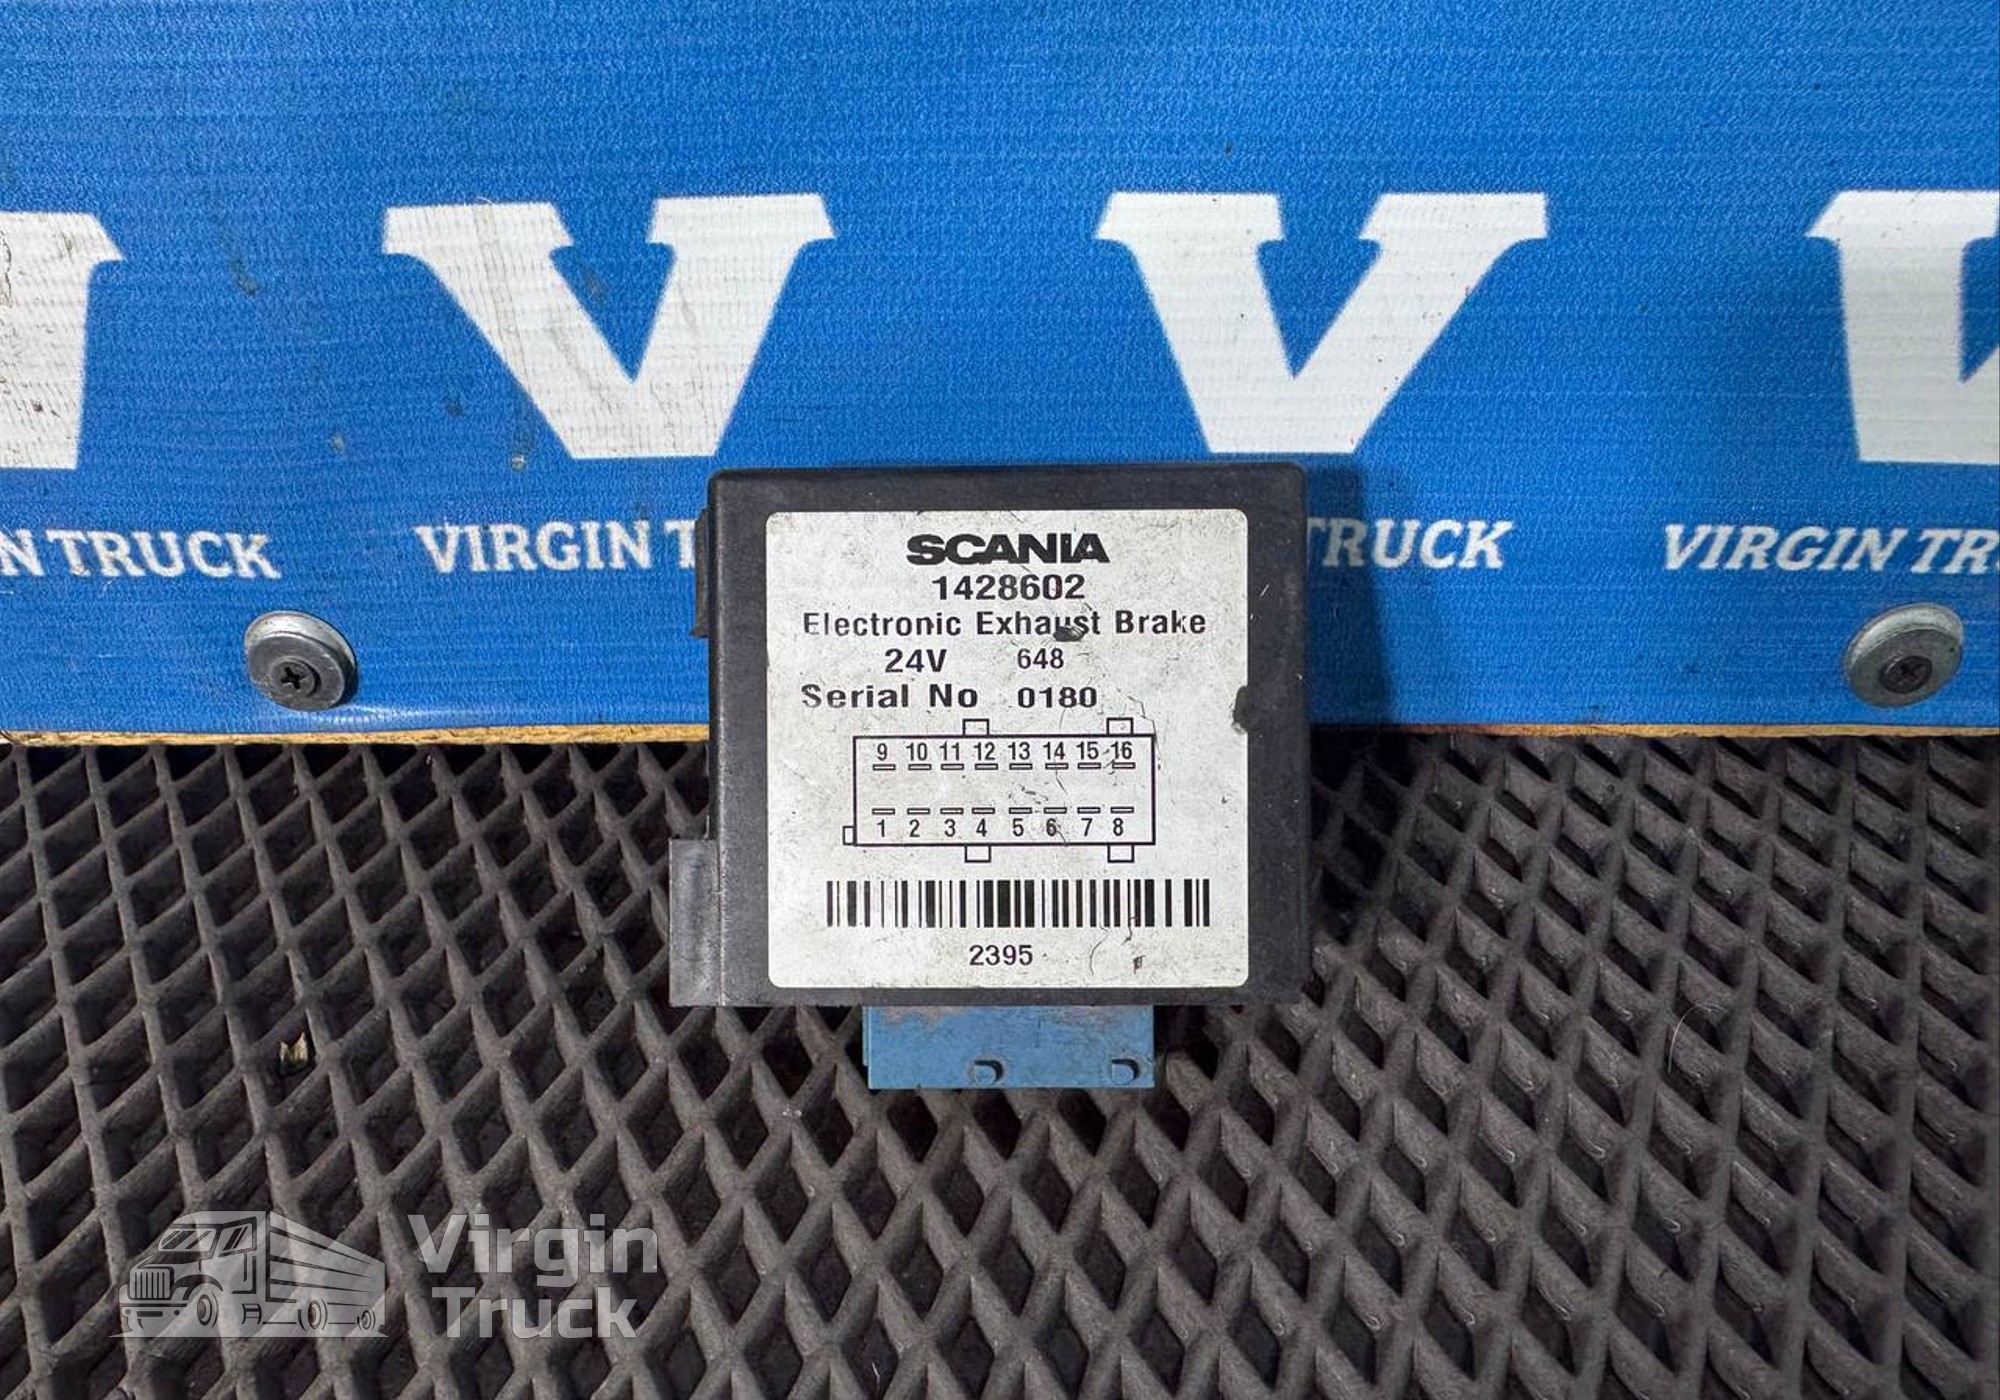 V V
N TRUCK VIRGIN T TRUCK VIRGIN TR
SCANIA
1428602
Electronic Exhaust Brake
24V 648
Serial No 0180
9 10 11 12 13 14 15 16
1 2 3 4 5 6 7 8
2395
Virgin
Truck